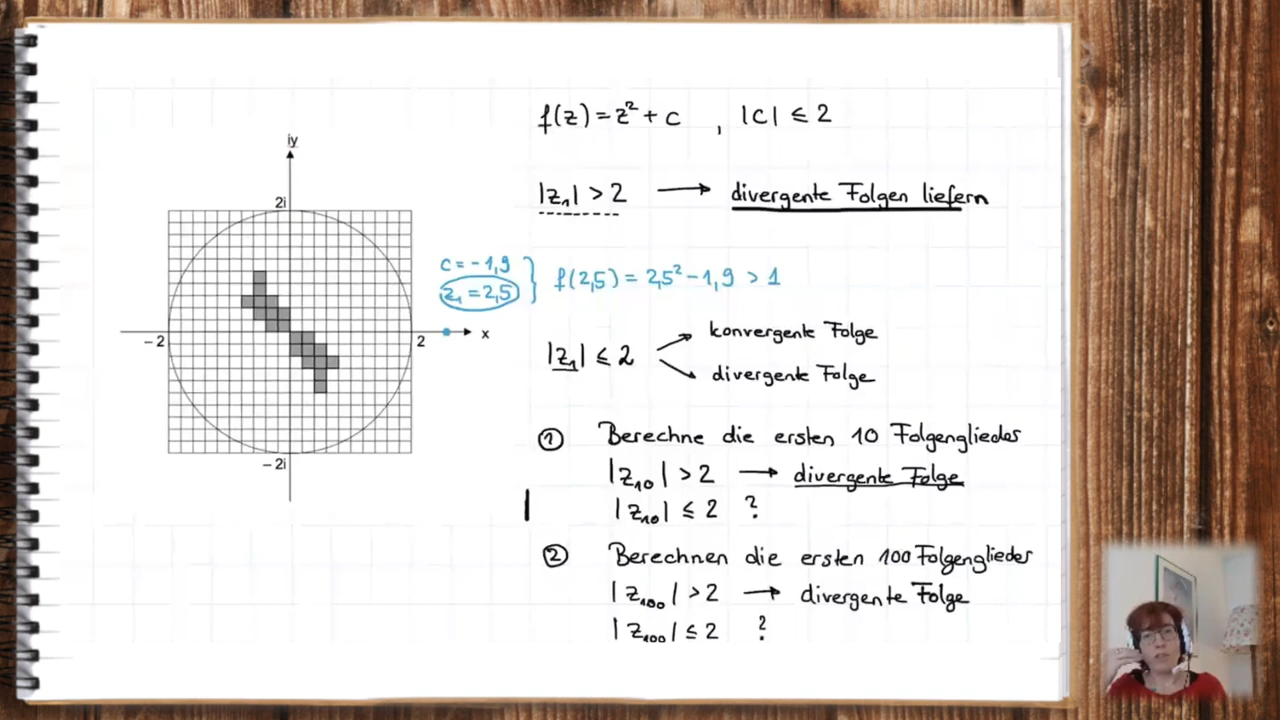 iy
2i
− 2
2
x
− 2i
f(z) = z² + c , |c| ≤ 2
|z₁| > 2 → divergente Folgen liefern
c = −1,9
z₁ = 2,5
} f(2,5) = 2,5² − 1,9 > 1
|z₁| ≤ 2
konvergente Folge
divergente Folge
① Berechne die ersten 10 Folgenglieder
|z₁₀| > 2 → divergente Folge
|z₁₀| ≤ 2 ?
② Berechnen die ersten 100 Folgenglieder
|z₁₀₀| > 2 → divergente Folge
|z₁₀₀| ≤ 2 ?